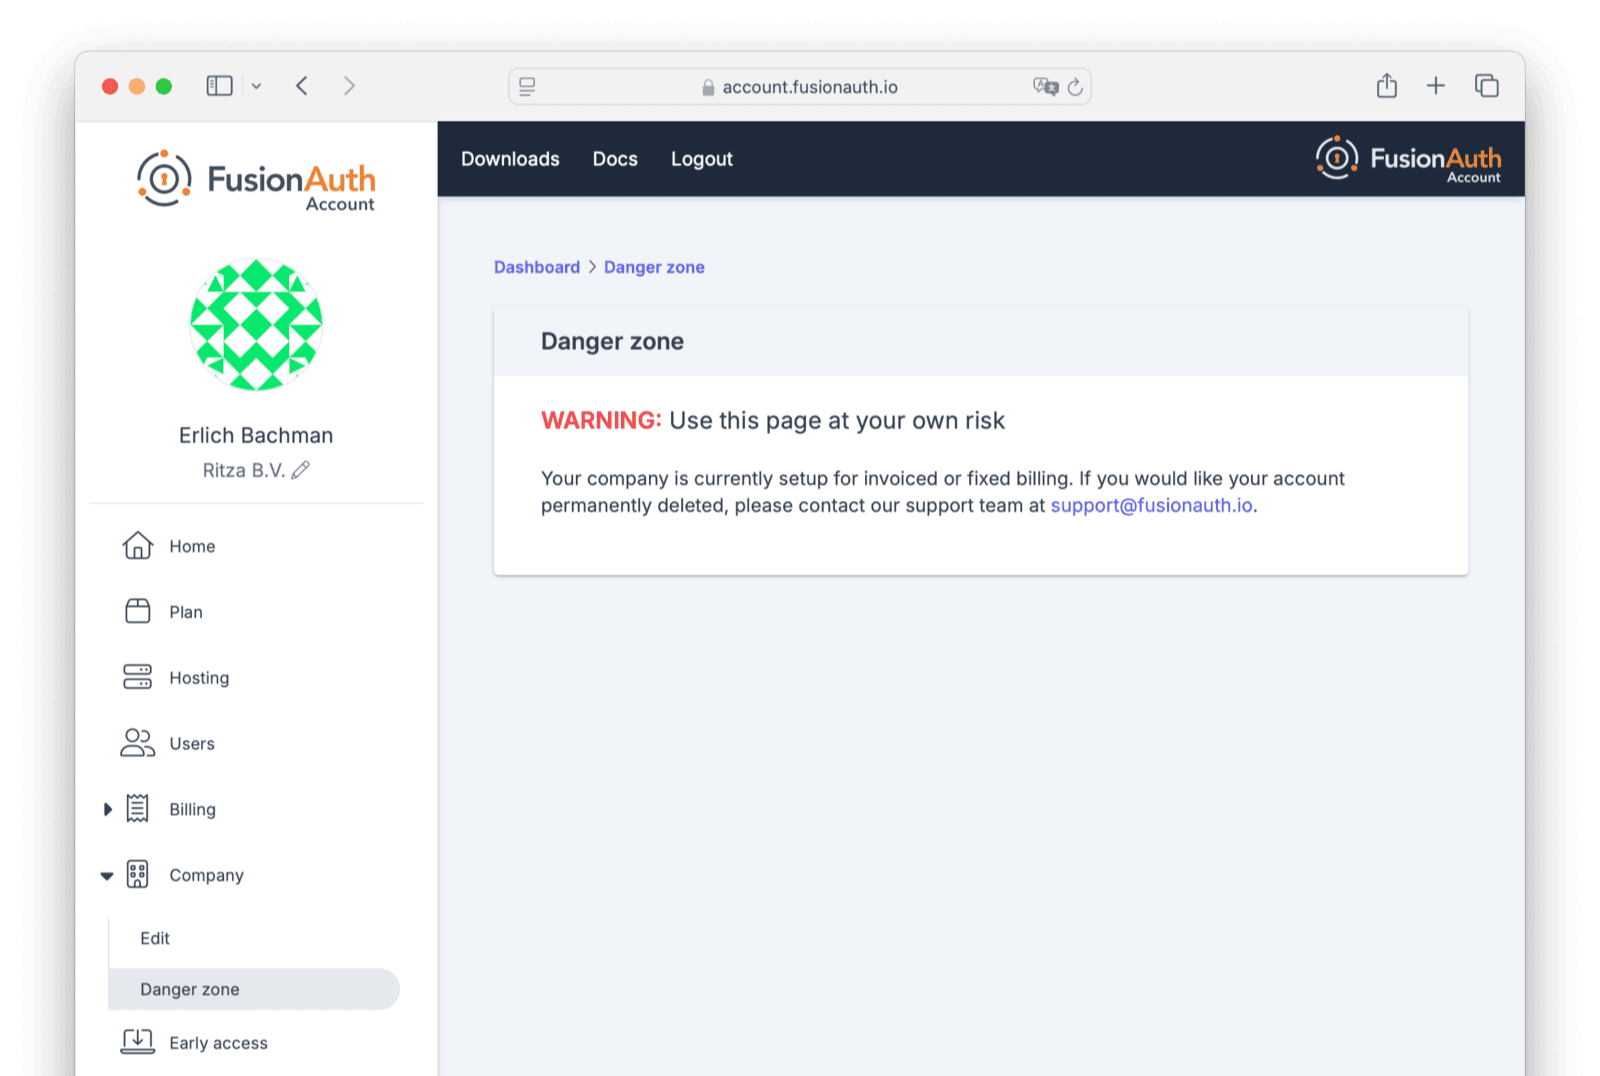 account.fusionauth.io
FusionAuth
Account
Downloads Docs Logout
FusionAuth
Account
Erlich Bachman
Ritza B.V.
Home
Plan
Hosting
Users
Billing
Company
Edit
Danger zone
Early access
Dashboard > Danger zone
Danger zone
WARNING: Use this page at your own risk
Your company is currently setup for invoiced or fixed billing. If you would like your account
permanently deleted, please contact our support team at support@fusionauth.io.